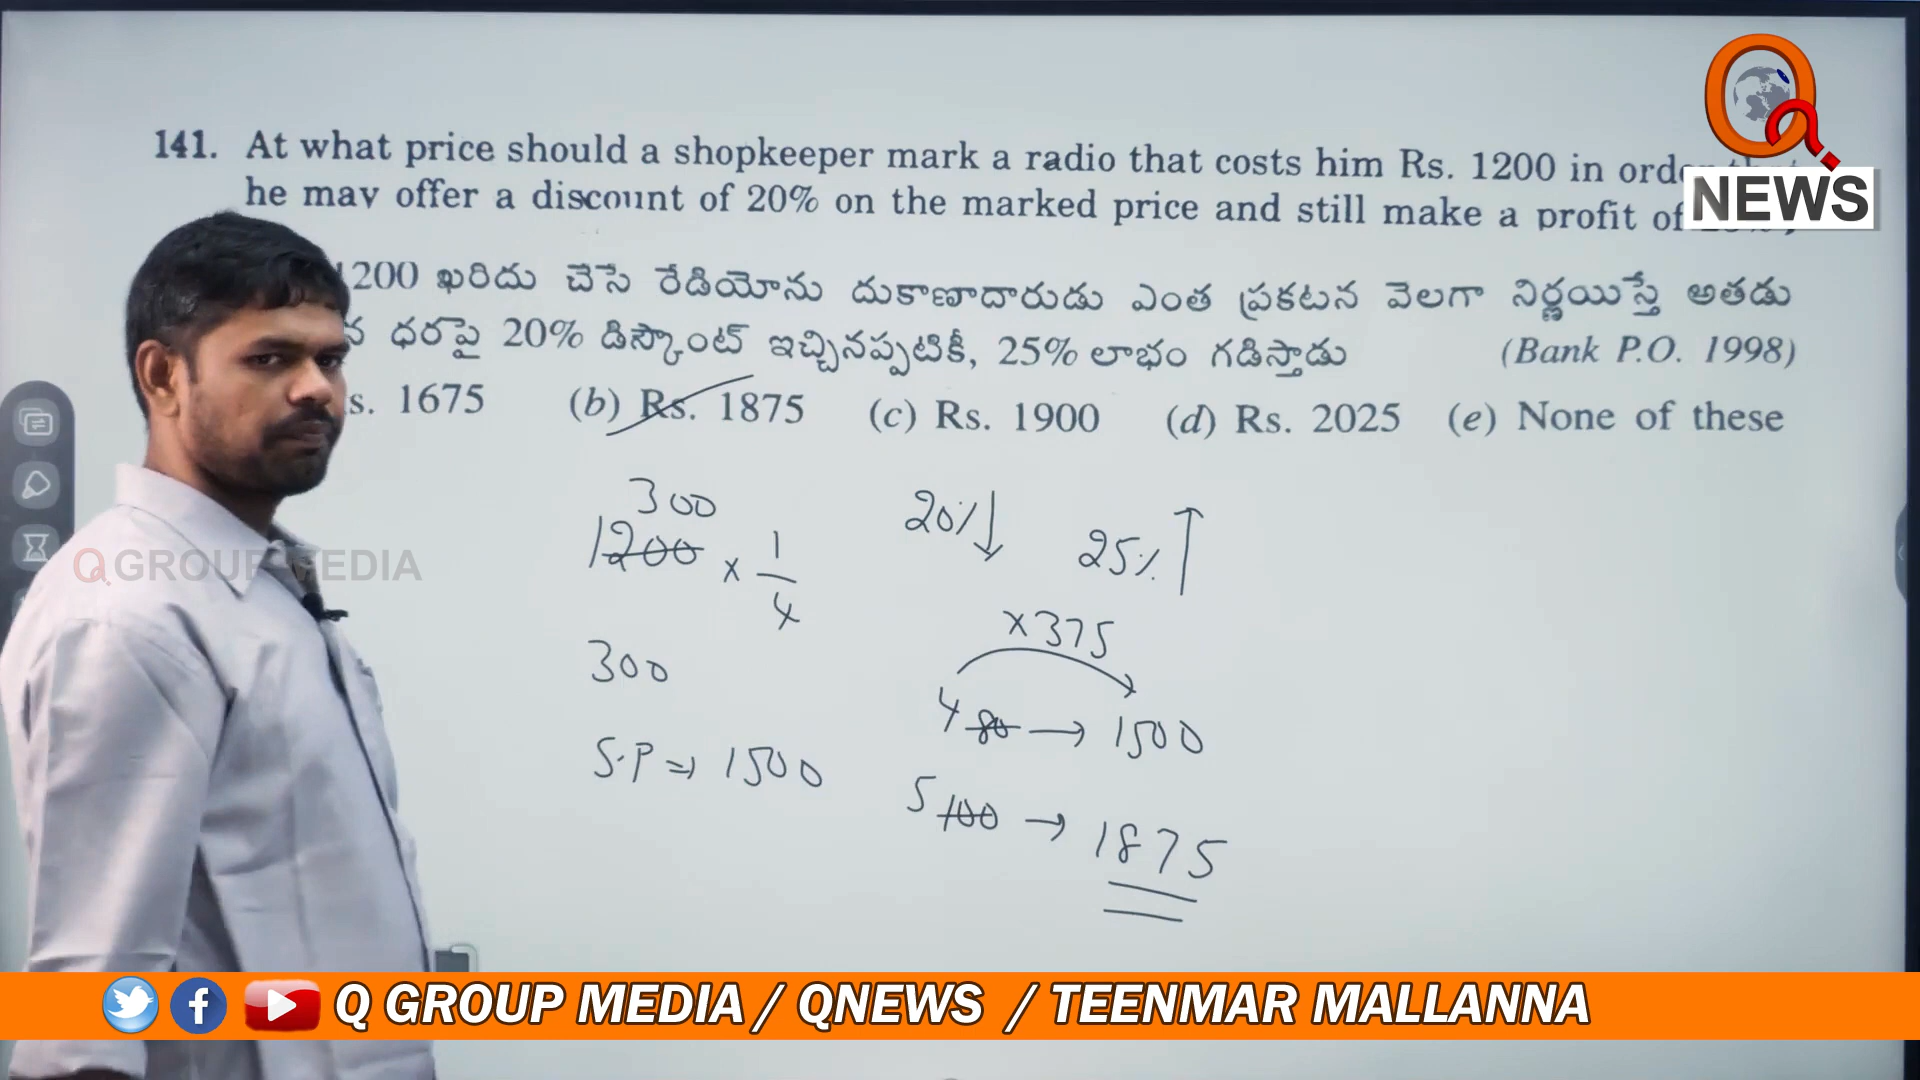 141. At what price should a shopkeeper mark a radio that costs him Rs. 1200 in
he may offer a discount of 20% on the marked price and still make a profit of
1200 ఖరిదు చేసే రేడియోను దుకాణాదారుడు ఎంత ప్రకటన వెలగా నిర్ణయిస్తే అతడు
ధరపై 20% డిస్కౌంట్ ఇచ్చినప్పటికీ, 25% లాభం గడిస్తాడు (Bank P.O. 1998)
s. 1675 (b) Rs. 1875 (c) Rs. 1900 (d) Rs. 2025 (e) None of these
300
1200 x 1/4
20% ↓ 25% ↑
300
x 375
4 80 → 1500
S.P ⇒ 1500
5 100 → 1875
Q
NEWS
Q GROUP MEDIA
Q GROUP MEDIA / QNEWS / TEENMAR MALLANNA